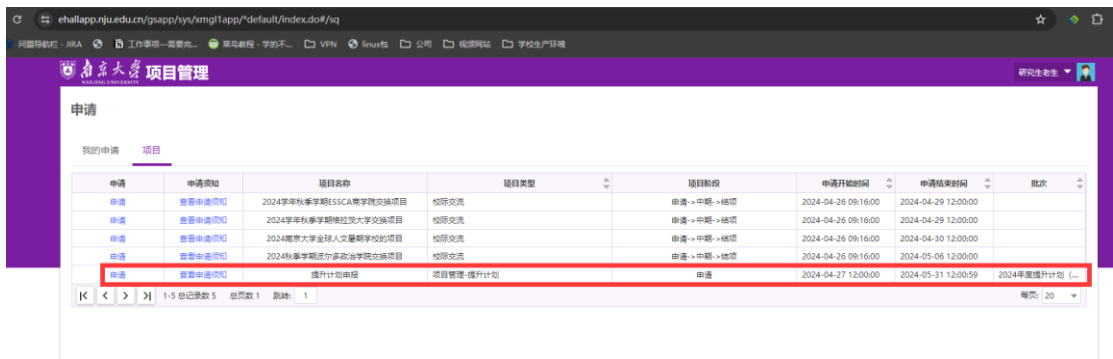 ehallapp.nju.edu.cn/gsapp/sys/xmgl1app/*default/index.do#/sq
问题导航栏 - JIRA 工作事项—需要完... 菜鸟教程 - 学的不... VPN linux包 公司 视频网站 学校生产环境
南京大学 项目管理 研究生老生
NANJING UNIVERSITY
申请
我的申请 项目
申请 申请须知 项目名称 项目类型 项目阶段 申请开始时间 申请结束时间 批次
申请 查看申请须知 2024学年秋季学期ESSCA商学院交换项目 校际交流 申请->中期->结项 2024-04-26 09:16:00 2024-04-29 12:00:00
申请 查看申请须知 2024学年秋季学期格拉茨大学交换项目 校际交流 申请->中期->结项 2024-04-26 09:16:00 2024-04-29 12:00:00
申请 查看申请须知 2024南京大学全球人文暑期学校的项目 校际交流 申请->中期->结项 2024-04-26 09:16:00 2024-04-30 12:00:00
申请 查看申请须知 2024秋季学期波尔多政治学院交换项目 校际交流 申请->中期->结项 2024-04-26 09:16:00 2024-05-06 12:00:00
申请 查看申请须知 提升计划申报 项目管理-提升计划 申请 2024-04-27 12:00:00 2024-05-31 12:00:59 2024年度提升计划（...
1-5 总记录数 5 总页数 1 跳转: 1 每页: 20